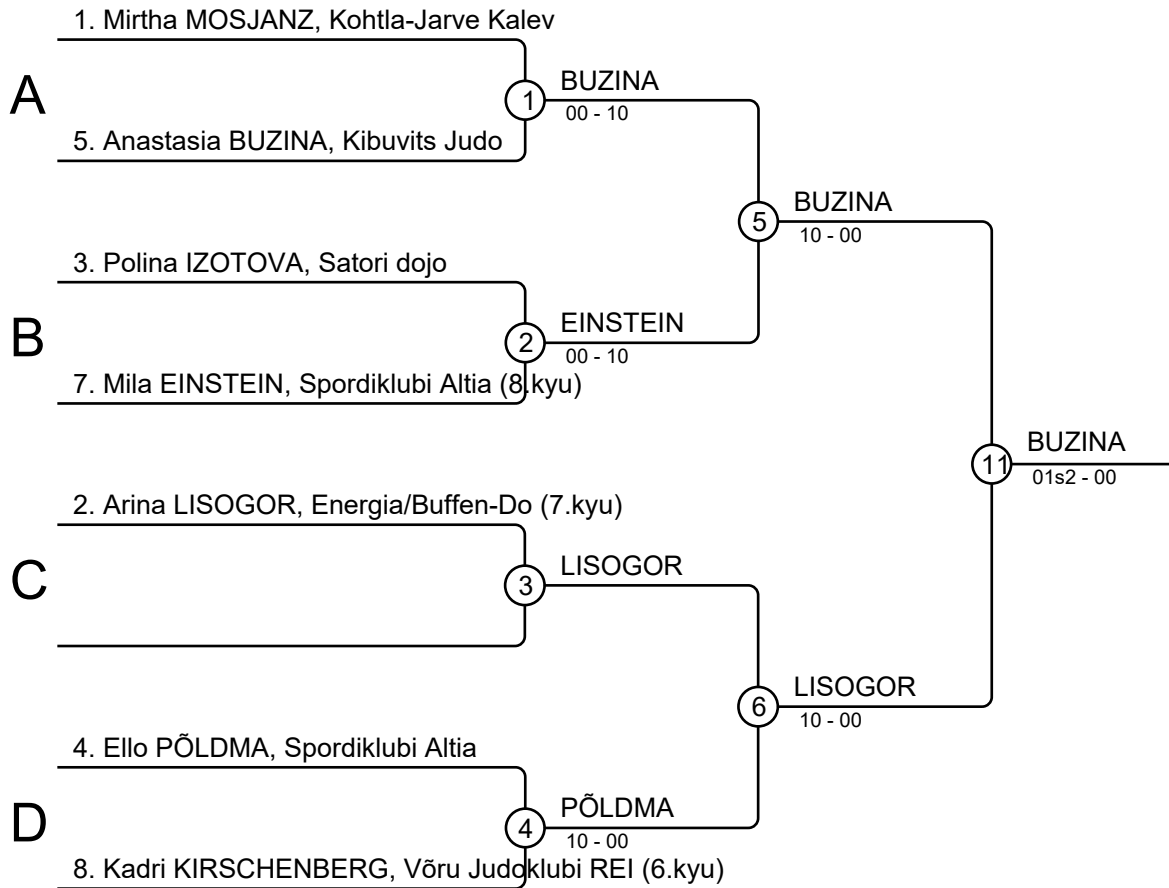 1. Mirtha MOSJANZ, Kohtla-Jarve Kalev
A
1
BUZINA
00 - 10
5. Anastasia BUZINA, Kibuvits Judo
5
BUZINA
10 - 00
3. Polina IZOTOVA, Satori dojo
B
2
EINSTEIN
00 - 10
7. Mila EINSTEIN, Spordiklubi Altia (8.kyu)
11
BUZINA
01s2 - 00
2. Arina LISOGOR, Energia/Buffen-Do (7.kyu)
C
3
LISOGOR
6
LISOGOR
10 - 00
4. Ello PÕLDMA, Spordiklubi Altia
D
4
PÕLDMA
10 - 00
8. Kadri KIRSCHENBERG, Võru Judoklubi REI (6.kyu)